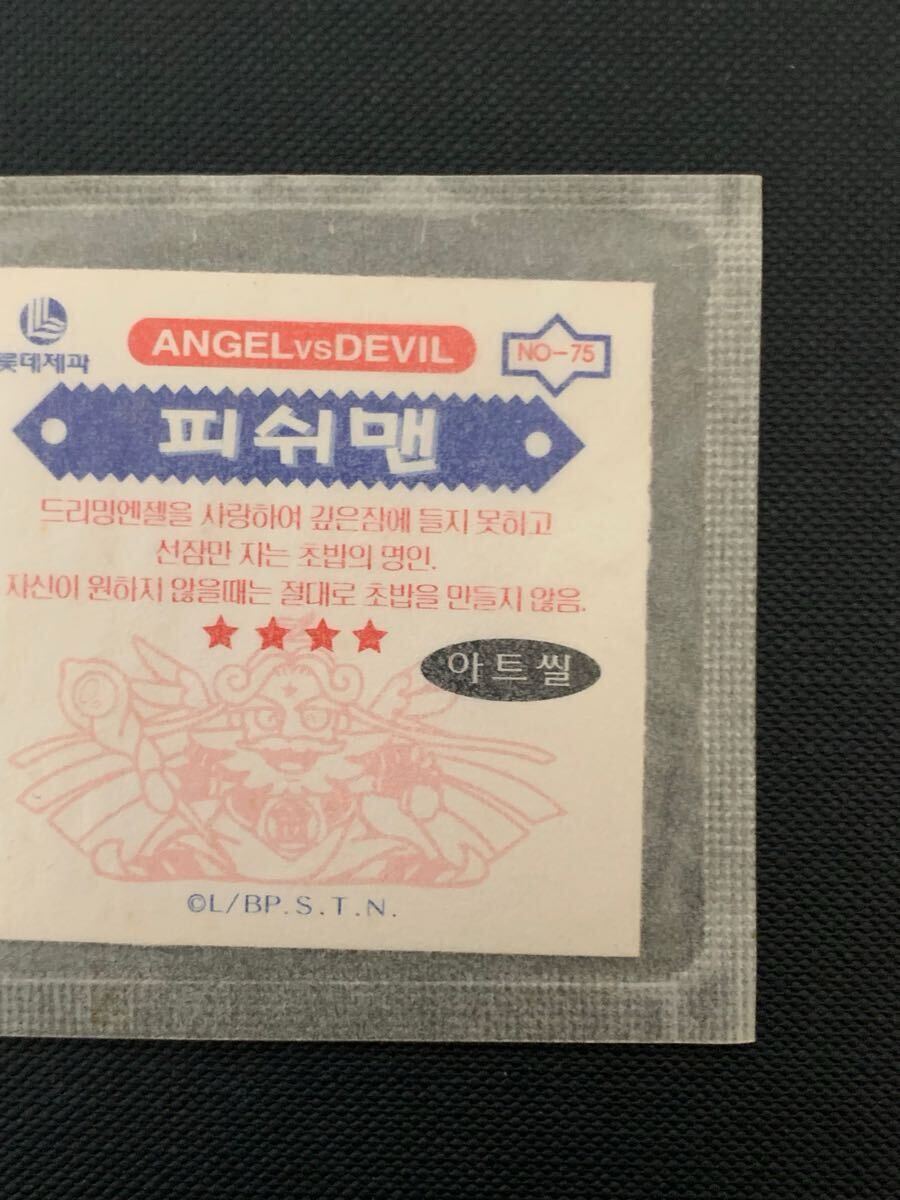 롯데제과
ANGELvsDEVIL
NO-75
피쉬맨
드리밍엔젤을 사랑하여 깊은잠에 들지 못하고
선잠만 자는 초밥의 명인.
자신이 원하지 않을때는 절대로 초밥을 만들지 않음.
아트씰
©L/BP. S. T. N.